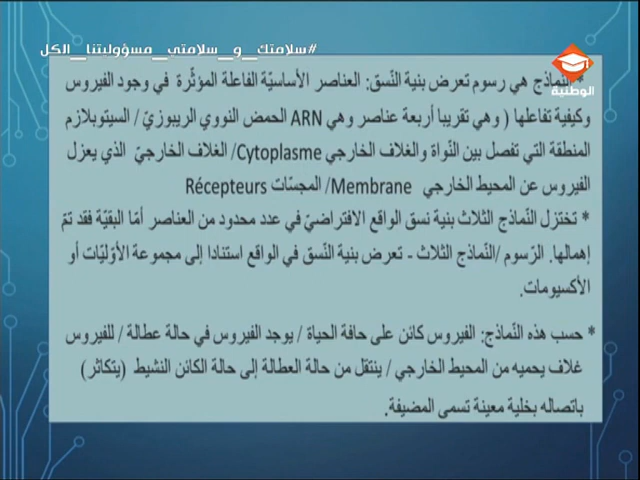 #سلامتك_و_سلامتي_مسؤوليتنا_الكل
الوطنية
* النّماذج هي رسوم تعرض بنية النّسق: العناصر الأساسيّة الفاعلة المؤثّرة في وجود الفيروس
وكيفية تفاعلها ( وهي تقريبا أربعة عناصر وهي ARN الحمض النووي الريبوزيّ / السيتوبلازم
المنطقة التي تفصل بين النّواة والغلاف الخارجي Cytoplasme/ الغلاف الخارجيّ الذي يعزل
الفيروس عن المحيط الخارجي Membrane/ المجسّات Récepteurs
* تختزل النّماذج الثلاث بنية نسق الواقع الافتراضيّ في عدد محدود من العناصر أمّا البقيّة فقد تمّ
إهمالها. الرّسوم /النّماذج الثلاث - تعرض بنية النّسق في الواقع استنادا إلى مجموعة الأوّليّات أو
الأكسيومات.
* حسب هذه النّماذج: الفيروس كائن على حافة الحياة / يوجد الفيروس في حالة عطالة / للفيروس
غلاف يحميه من المحيط الخارجي / ينتقل من حالة العطالة إلى حالة الكائن النشيط (يتكاثر)
باتصاله بخلية معينة تسمى المضيفة.